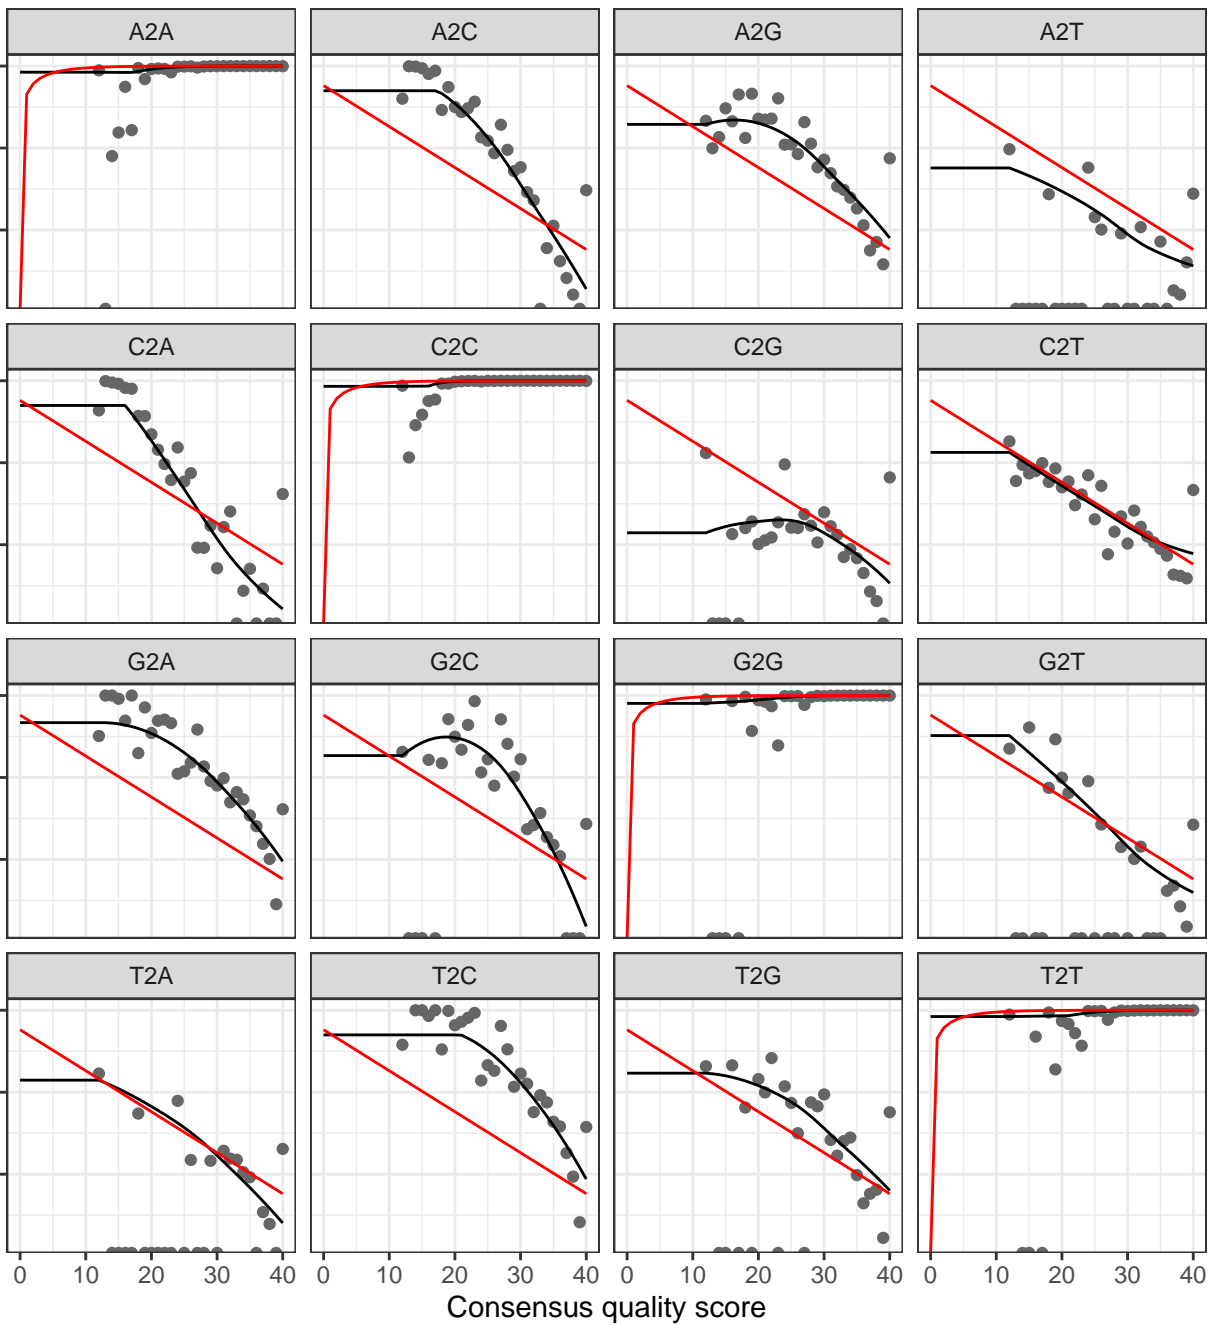 A2A A2C A2G A2T
C2A C2C C2G C2T
G2A G2C G2G G2T
T2A T2C T2G T2T
0 10 20 30 40 0 10 20 30 40 0 10 20 30 40 0 10 20 30 40
Consensus quality score